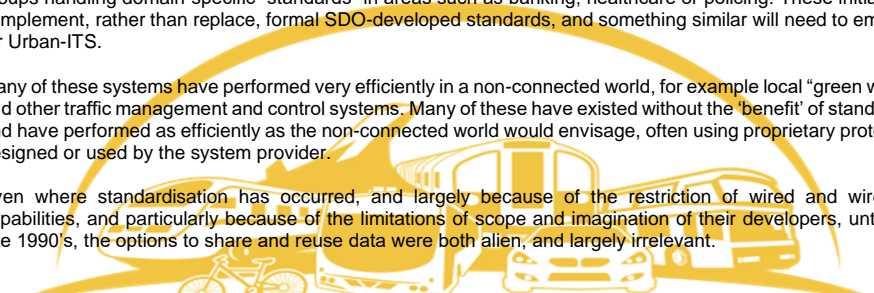 oups handling domain specific "standards" in areas such as banking, healthcare or policing. These initia
mplement, rather than replace, formal SDO-developed standards, and something similar will need to em
r Urban-ITS.
any of these systems have performed very efficiently in a non-connected world, for example local "green w
nd other traffic management and control systems, Many of these have existed without the 'benefit' of stand
nd have performed as efficiently as the non-connected world would envisage, often using proprietary prot
esigned or used by the system provider.
ven where standardisation has occurred, and largely because of the restriction of wired and wir
pabilities, and particularly because of the limitations of scope and imagination of their developers, unt
te 1990's, the options to share and reuse data were both alien, and largely irrelevant.